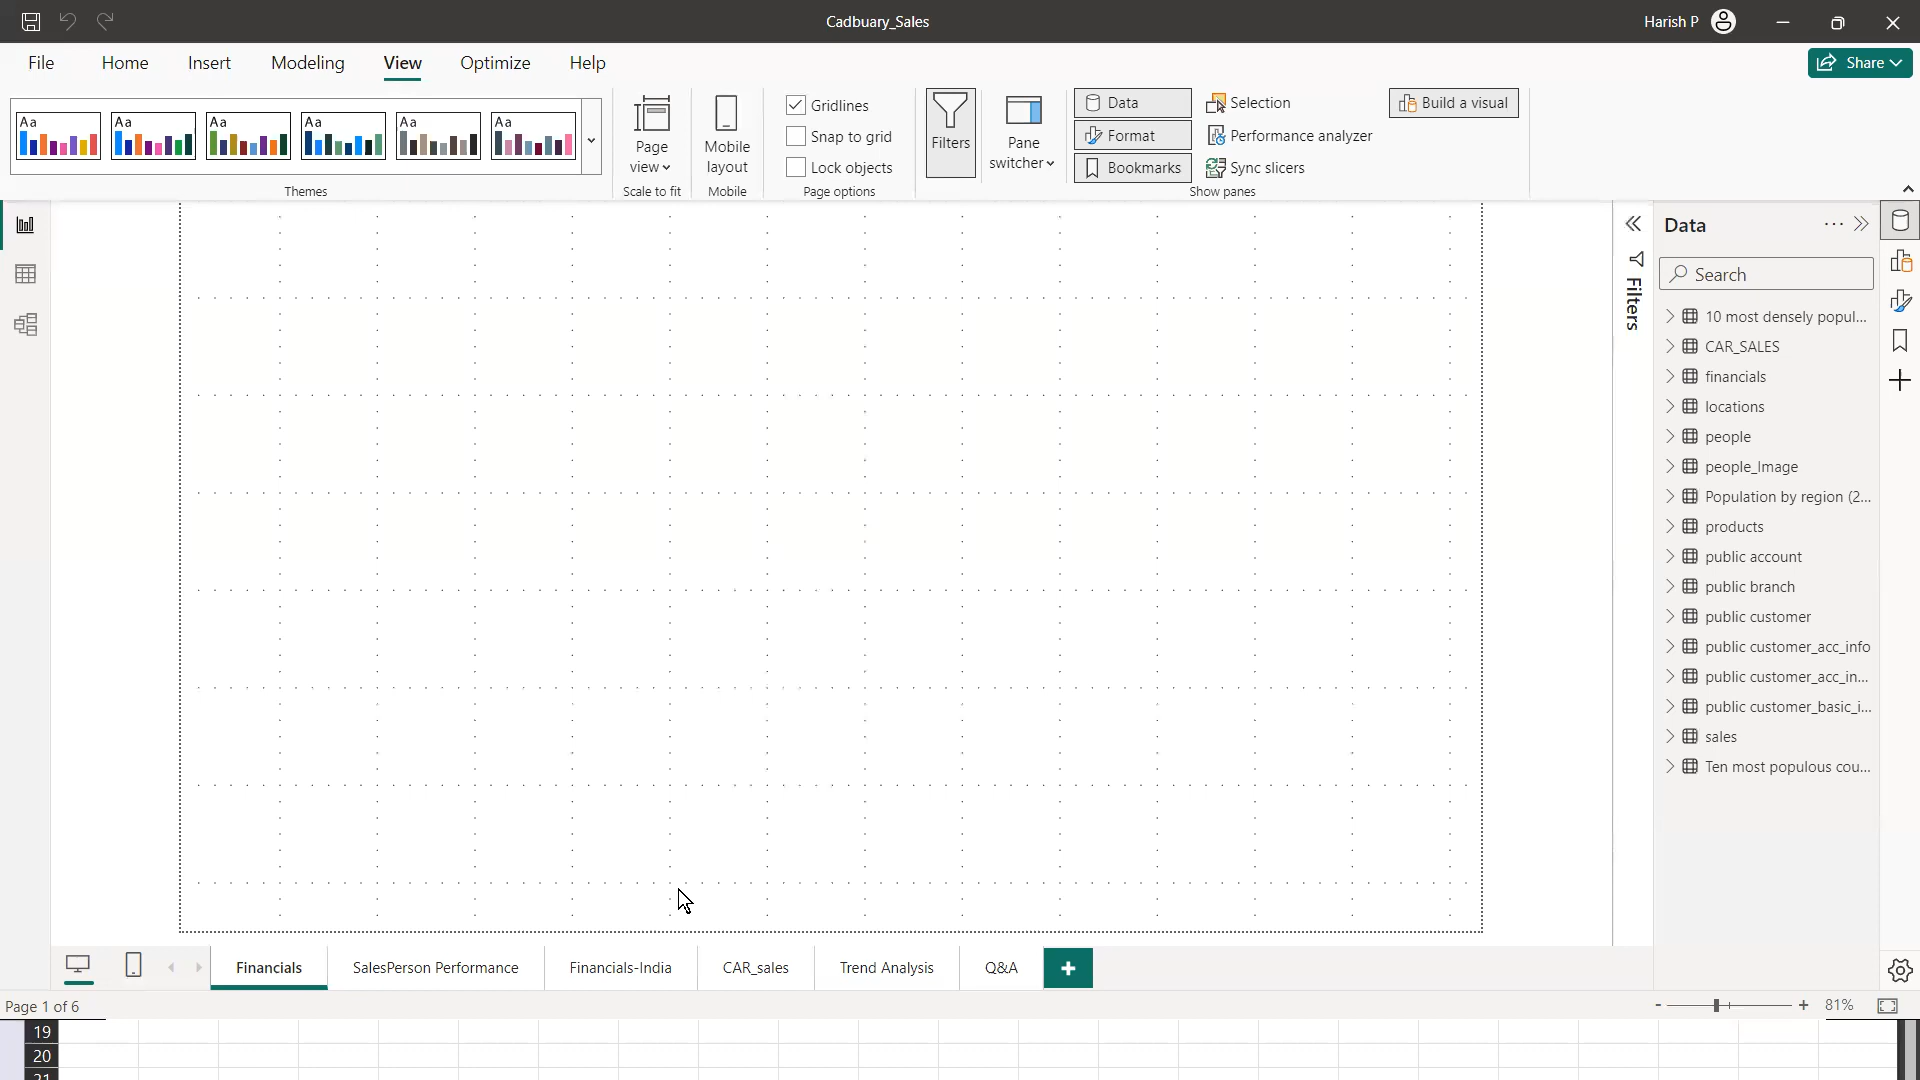 Cadbuary_Sales
Harish P
File
Home
Insert
Modeling
View
Optimize
Help
Share
Aa
Aa
Aa
Aa
Aa
Aa
Themes
Page view
Scale to fit
Mobile layout
Mobile
Gridlines
Snap to grid
Lock objects
Page options
Filters
Pane switcher
Data
Format
Bookmarks
Selection
Performance analyzer
Sync slicers
Show panes
Build a visual
Filters
Data
Search
10 most densely popul...
CAR_SALES
financials
locations
people
people_Image
Population by region (2...
products
public account
public branch
public customer
public customer_acc_info
public customer_acc_in...
public customer_basic_i...
sales
Ten most populous cou...
Financials
SalesPerson Performance
Financials-India
CAR_sales
Trend Analysis
Q&A
Page 1 of 6
81%
19
20
21